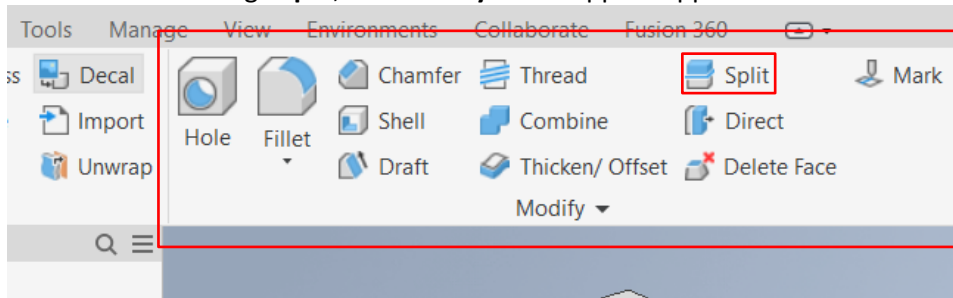 Tools Manage View Environments Collaborate Fusion 360
ss Decal Chamfer Thread Split Mark
Import Shell Combine Direct
Hole Fillet
Unwrap Draft Thicken/ Offset Delete Face
Modify